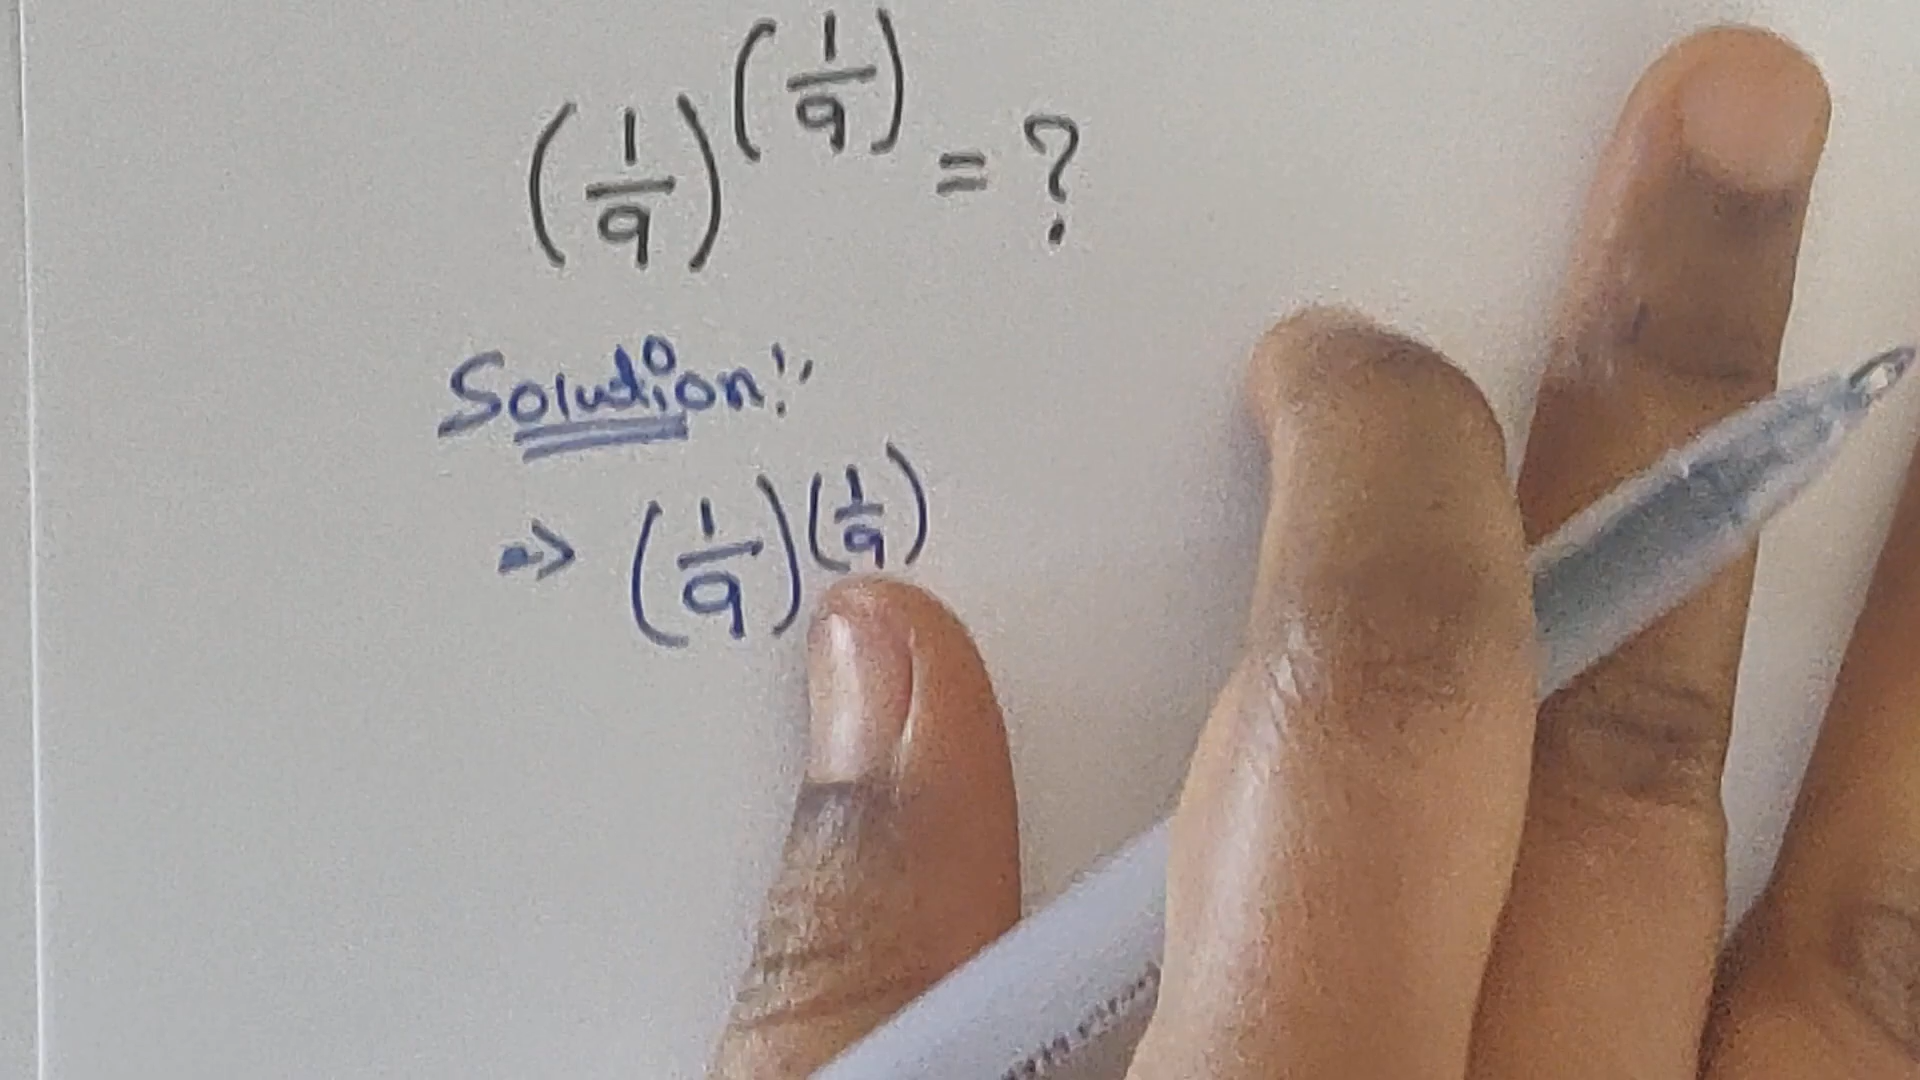 (1/9)^(1/9) = ?
Solution:-
=> (1/9)^(1/9)